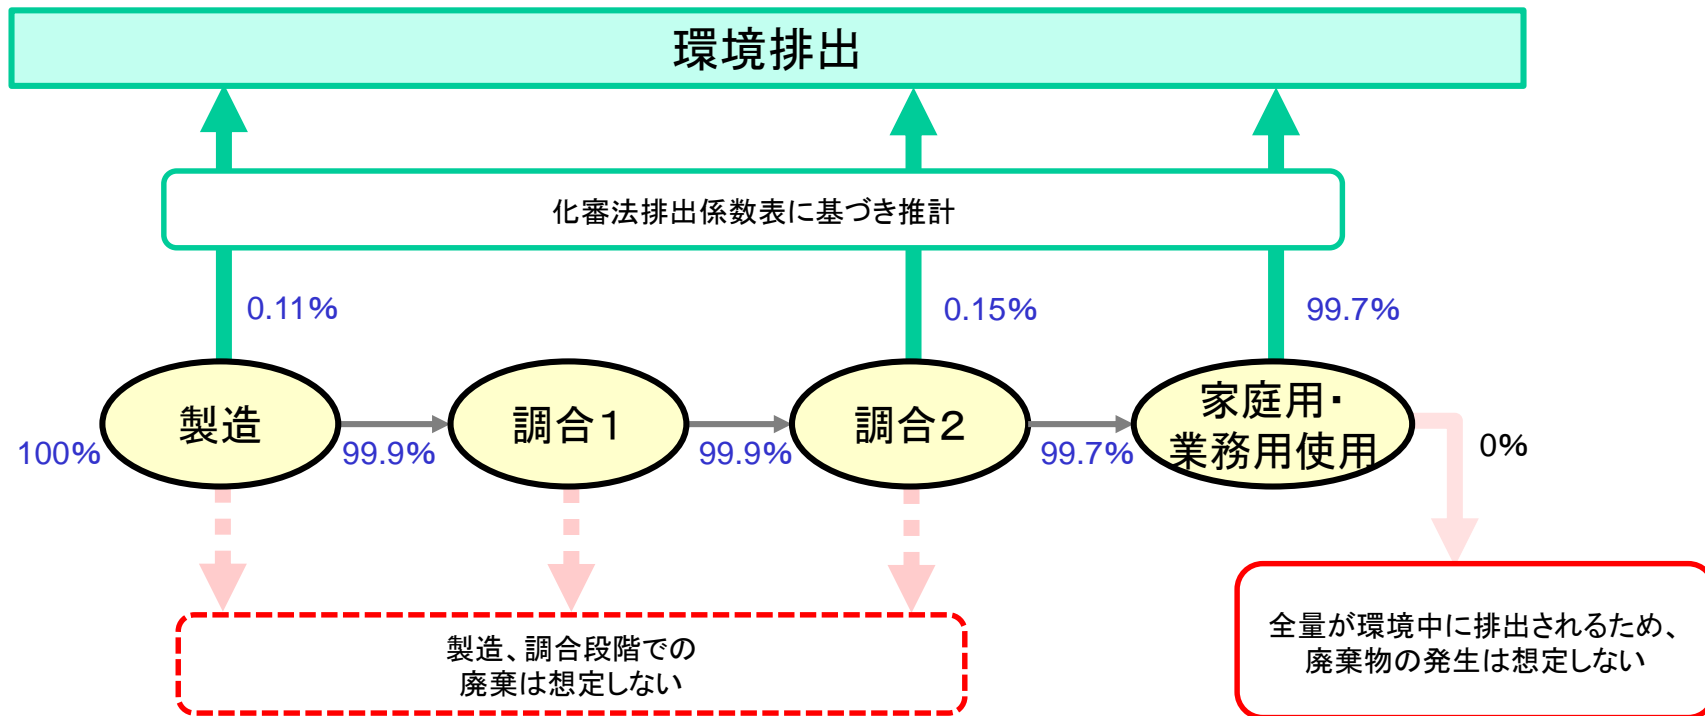 環境排出
化審法排出係数表に基づき推計
0.11%
0.15%
99.7%
製造
調合1
調合2
家庭用・
業務用使用
100%
99.9%
99.9%
99.7%
0%
製造、調合段階での
廃棄は想定しない
全量が環境中に排出されるため、
廃棄物の発生は想定しない